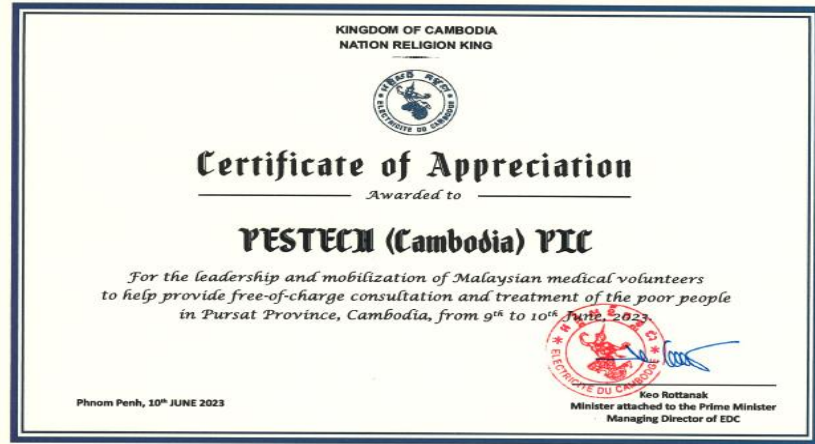 KINGDOM OF CAMBODIA
NATION RELIGION KING
ELECTRICITE DU CAMBODGE
Certificate of Appreciation
Awarded to
PESTECH (Cambodia) PLC
For the leadership and mobilization of Malaysian medical volunteers
to help provide free-of-charge consultation and treatment of the poor people
in Pursat Province, Cambodia, from 9th to 10th June, 2023.
ELECTRICITE DU CAMBODGE
Phnom Penh, 10th JUNE 2023
Keo Rottanak
Minister attached to the Prime Minister
Managing Director of EDC